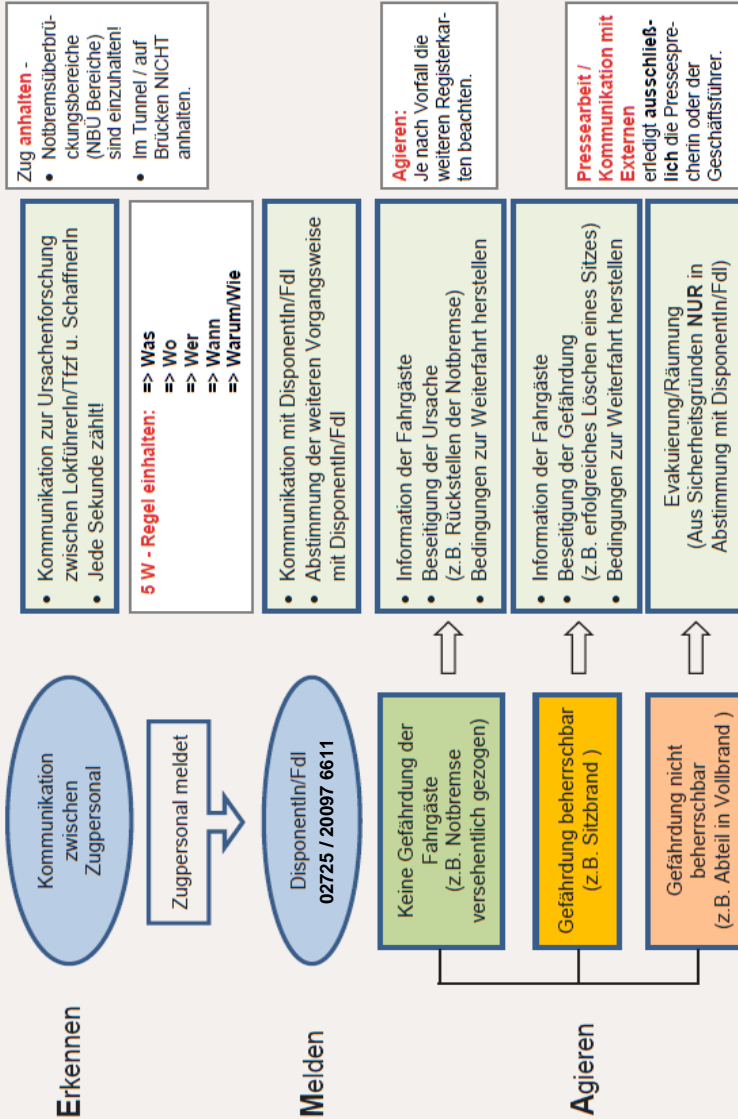 Erkennen
Kommunikation
zwischen
Zugpersonal
• Kommunikation zur Ursachenforschung
zwischen LokführerIn/Tfzf u. SchaffnerIn
• Jede Sekunde zählt!
Zug anhalten -
• Notbremsüberbrü-
ckungsbereiche
(NBÜ Bereiche)
sind einzuhalten!
• Im Tunnel / auf
Brücken NICHT
anhalten.
Zugpersonal meldet
5 W - Regel einhalten: => Was
=> Wo
=> Wer
=> Wann
=> Warum/Wie
Melden
DisponentIn/Fdl
02725 / 20097 6611
• Kommunikation mit DisponentIn/Fdl
• Abstimmung der weiteren Vorgangsweise
mit DisponentIn/Fdl
Agieren
Keine Gefährdung der
Fahrgäste
(z.B. Notbremse
versehentlich gezogen)
• Information der Fahrgäste
• Beseitigung der Ursache
(z.B. Rückstellen der Notbremse)
• Bedingungen zur Weiterfahrt herstellen
Agieren:
Je nach Vorfall die
weiteren Registerkar-
ten beachten.
Gefährdung beherrschbar
(z.B. Sitzbrand )
• Information der Fahrgäste
• Beseitigung der Gefährdung
(z.B. erfolgreiches Löschen eines Sitzes)
• Bedingungen zur Weiterfahrt herstellen
Gefährdung nicht
beherrschbar
(z.B. Abteil in Vollbrand )
Evakuierung/Räumung
(Aus Sicherheitsgründen NUR in
Abstimmung mit DisponentIn/Fdl)
Pressearbeit /
Kommunikation mit
Externen
erledigt ausschließ-
lich die Pressespre-
cherin oder der
Geschäftsführer.